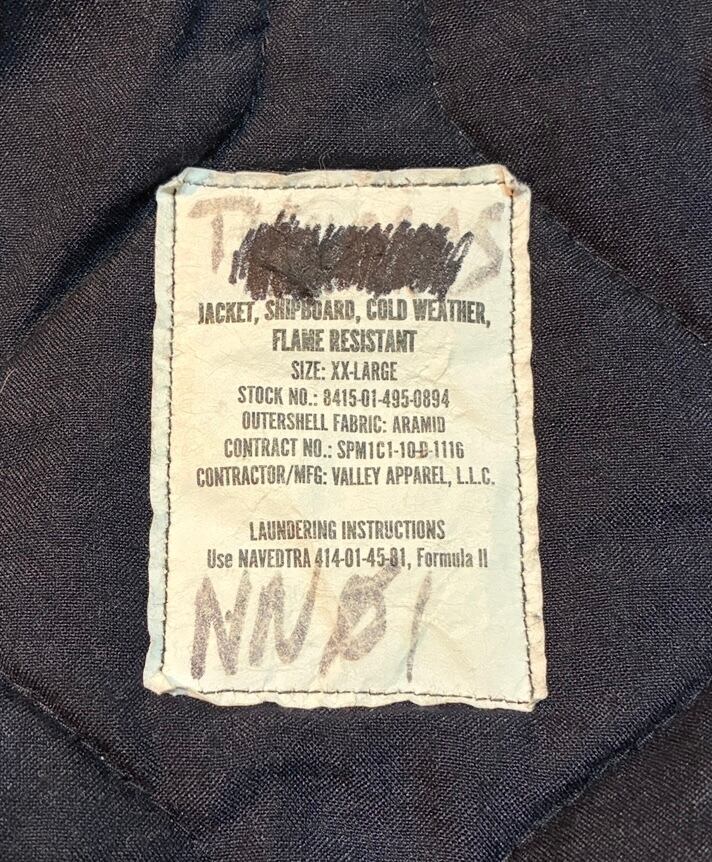 JACKET, SHIPBOARD, COLD WEATHER,
FLAME RESISTANT
SIZE: XX-LARGE
STOCK NO.: 8415-01-495-0894
OUTERSHELL FABRIC: ARAMID
CONTRACT NO.: SPM1C1-10-D-1116
CONTRACTOR/MFG: VALLEY APPAREL, L.L.C.
LAUNDERING INSTRUCTIONS
Use NAVEDTRA 414-01-45-81, Formula II
NNØ1